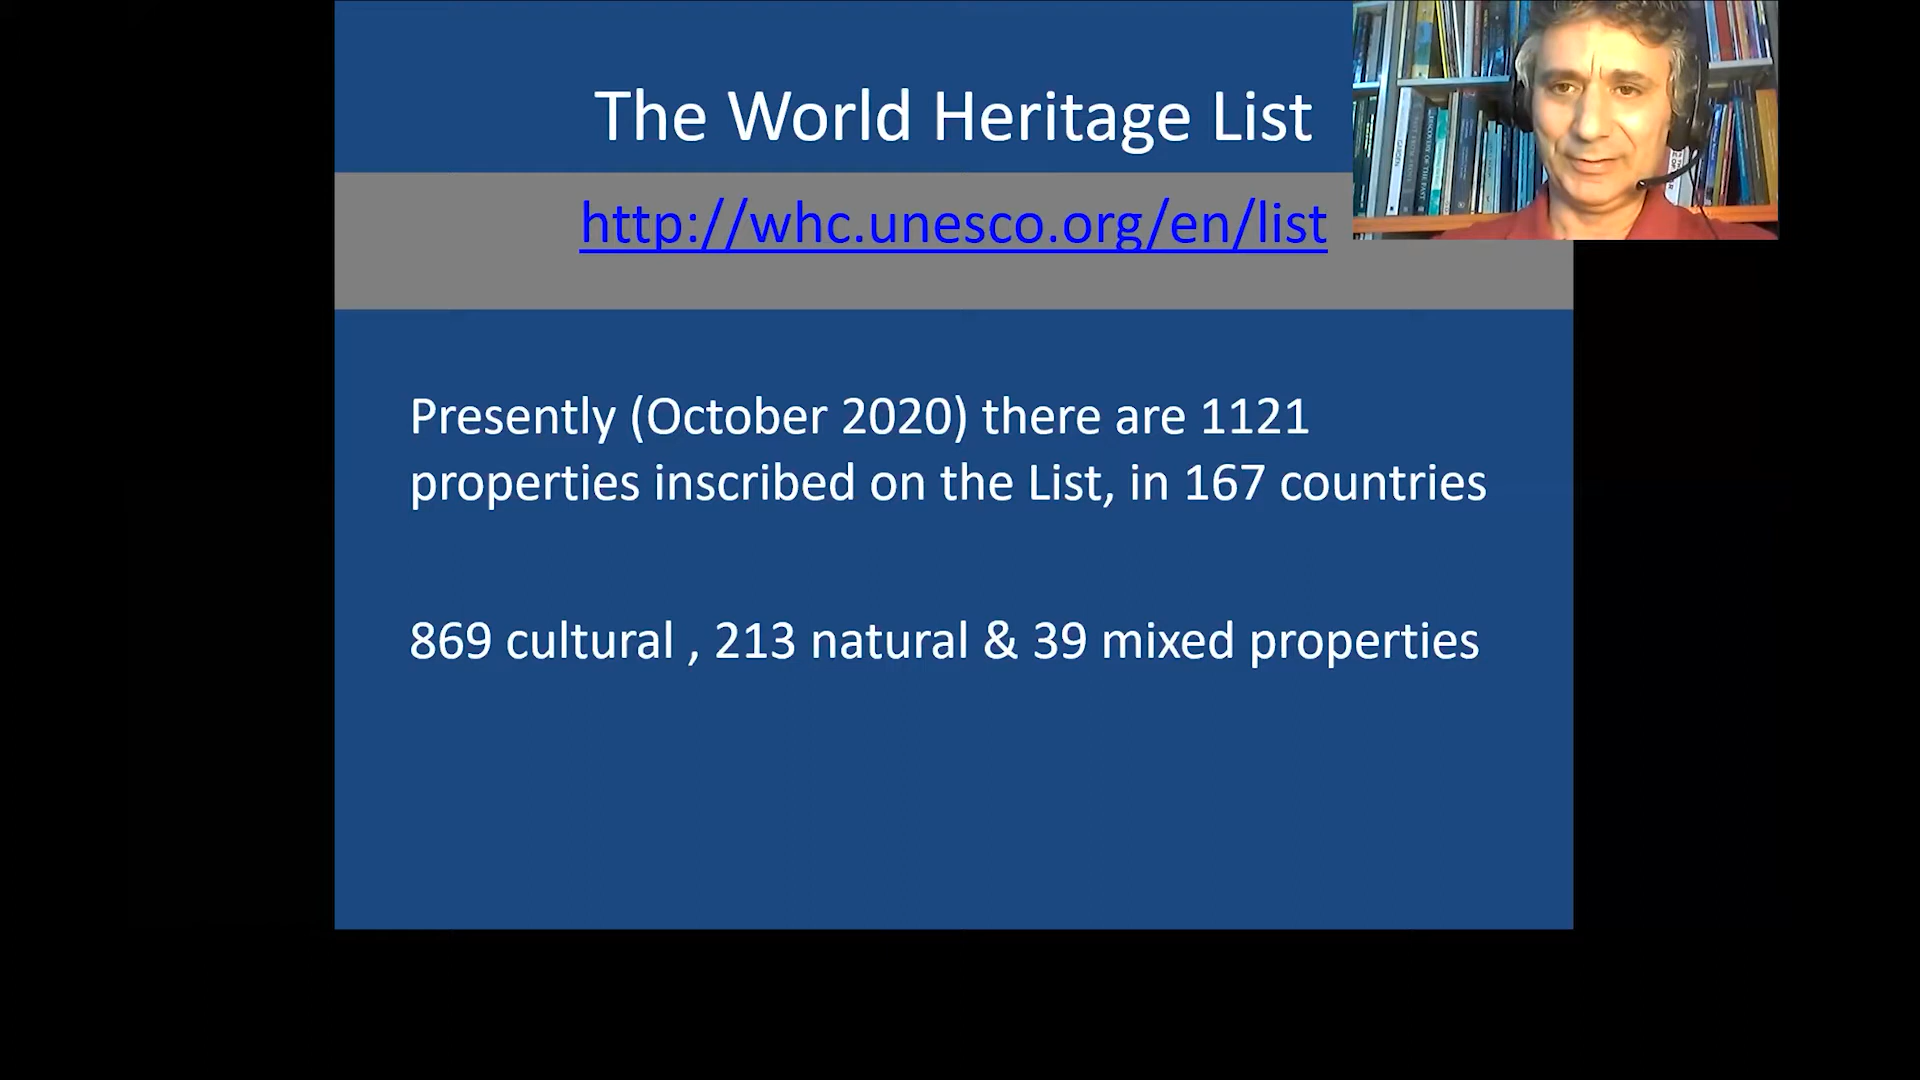 The World Heritage List
http://whc.unesco.org/en/list
Presently (October 2020) there are 1121
properties inscribed on the List, in 167 countries
869 cultural , 213 natural & 39 mixed properties
GARDEN